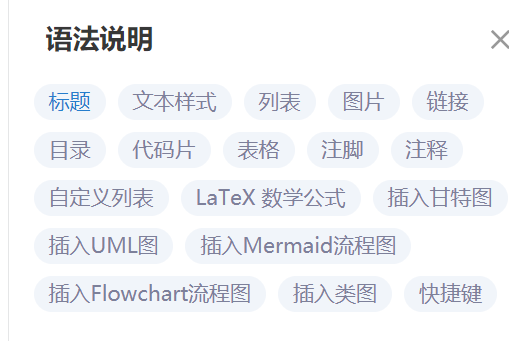 语法说明
标题 文本样式 列表 图片 链接
目录 代码片 表格 注脚 注释
自定义列表 LaTeX 数学公式 插入甘特图
插入UML图 插入Mermaid流程图
插入Flowchart流程图 插入类图 快捷键